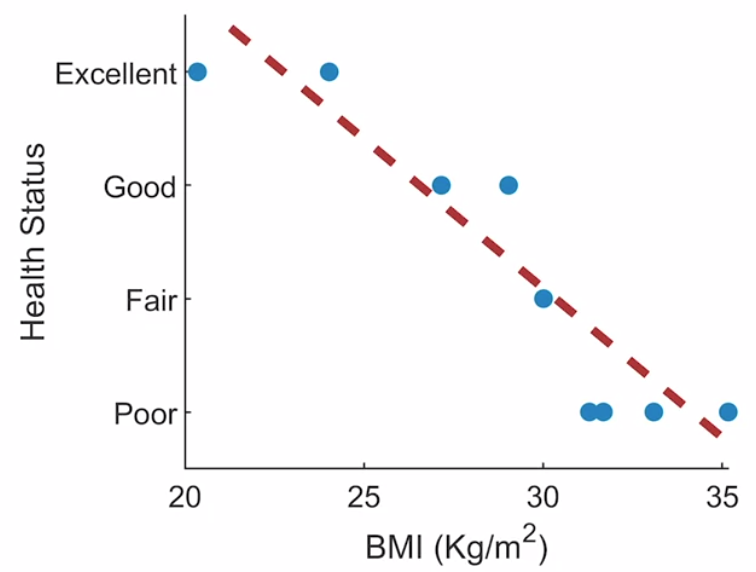 Health Status
Excellent
Good
Fair
Poor
20 25 30 35
BMI (Kg/m²)